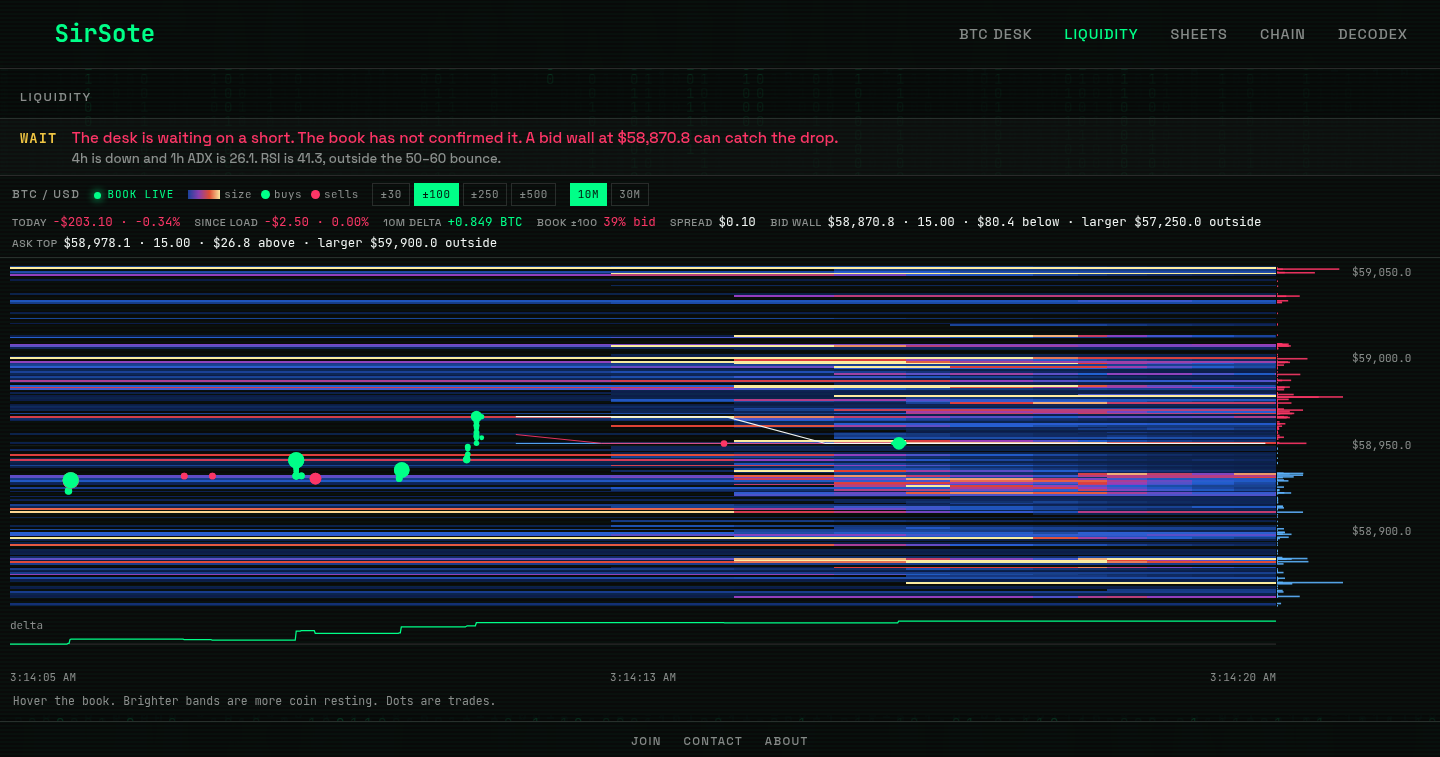 SirSote
BTC DESK LIQUIDITY SHEETS CHAIN DECODEX
LIQUIDITY
WAIT The desk is waiting on a short. The book has not confirmed it. A bid wall at $58,870.8 can catch the drop.
4h is down and 1h ADX is 26.1. RSI is 41.3, outside the 50–60 bounce.
BTC / USD BOOK LIVE size buys sells ±30 ±100 ±250 ±500 10M 30M
TODAY -$203.10 · -0.34% SINCE LOAD -$2.50 · 0.00% 10M DELTA +0.849 BTC BOOK ±100 39% bid SPREAD $0.10 BID WALL $58,870.8 · 15.00 · $80.4 below · larger $57,250.0 outside
ASK TOP $58,978.1 · 15.00 · $26.8 above · larger $59,900.0 outside
$59,050.0
$59,000.0
$58,950.0
$58,900.0
delta
3:14:05 AM 3:14:13 AM 3:14:20 AM
Hover the book. Brighter bands are more coin resting. Dots are trades.
JOIN CONTACT ABOUT